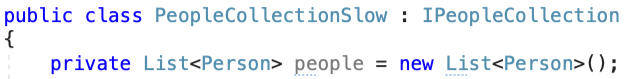 public class PeopleCollectionSlow : IPeopleCollection
{
private List<Person> people = new List<Person>();